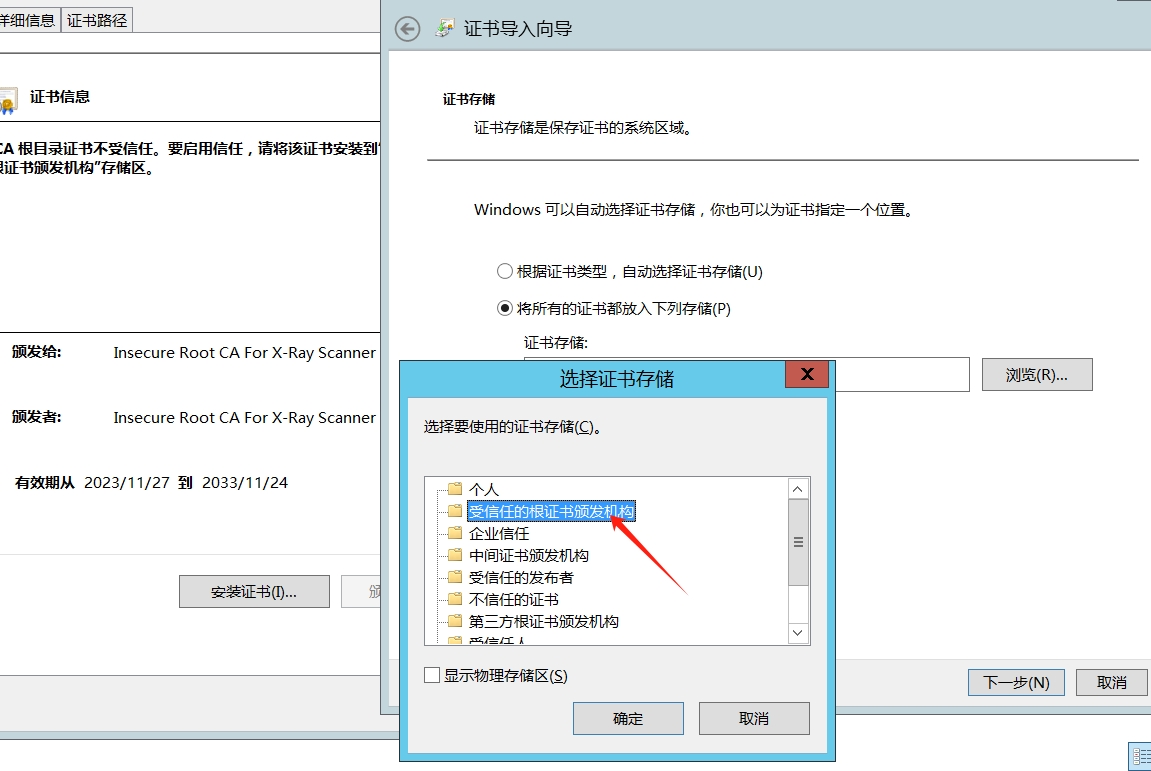 详细信息
证书路径
证书信息
CA 根目录证书不受信任。要启用信任，请将该证书安装到“
根证书颁发机构”存储区。
颁发给:
Insecure Root CA For X-Ray Scanner
颁发者:
Insecure Root CA For X-Ray Scanner
有效期从 2023/11/27 到 2033/11/24
安装证书(I)...
颁
证书导入向导
证书存储
证书存储是保存证书的系统区域。
Windows 可以自动选择证书存储，你也可以为证书指定一个位置。
根据证书类型，自动选择证书存储(U)
将所有的证书都放入下列存储(P)
证书存储:
浏览(R)...
选择证书存储
X
选择要使用的证书存储(C)。
个人
受信任的根证书颁发机构
企业信任
中间证书颁发机构
受信任的发布者
不信任的证书
第三方根证书颁发机构
受信任人
显示物理存储区(S)
确定
取消
下一步(N)
取消